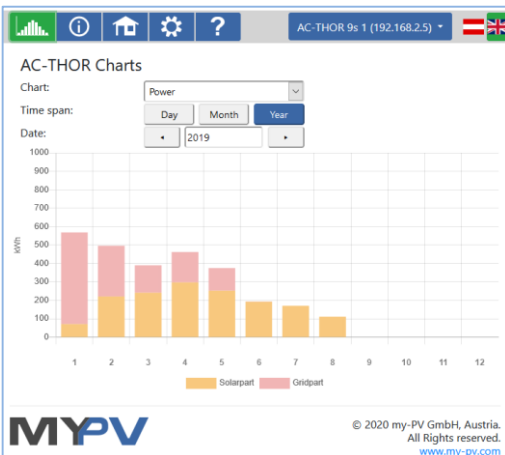 ?
AC-THOR 9s 1 (192.168.2.5)
AC-THOR Charts
Chart: Power
Time span: Day Month Year
Date: 2019
1000
900
800
700
600
500
400
300
200
100
0
kWh
1 2 3 4 5 6 7 8 9 10 11 12
Solarpart Gridpart
MYPV
© 2020 my-PV GmbH, Austria.
All Rights reserved.
www.my-pv.com